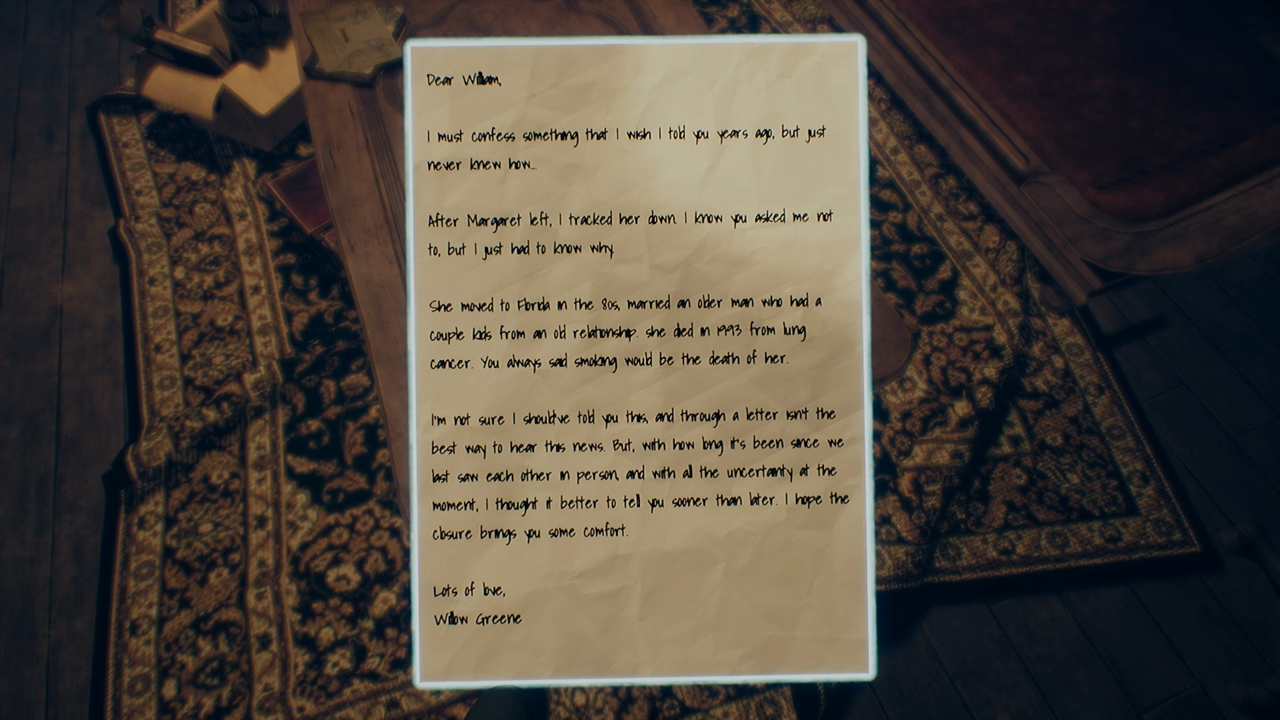 Dear William,
I must confess something that I wish I told you years ago, but just
never knew how...
After Margaret left, I tracked her down. I know you asked me not
to, but I just had to know why.
She moved to Florida in the 80s, married an older man who had a
couple kids from an old relationship. she died in 1993 from lung
cancer. You always said smoking would be the death of her.
I'm not sure I should've told you this, and through a letter isn't the
best way to hear this news. But, with how long it's been since we
last saw each other in person, and with all the uncertainty at the
moment, I thought it better to tell you sooner than later. I hope the
closure brings you some comfort.
Lots of love,
Willow Greene